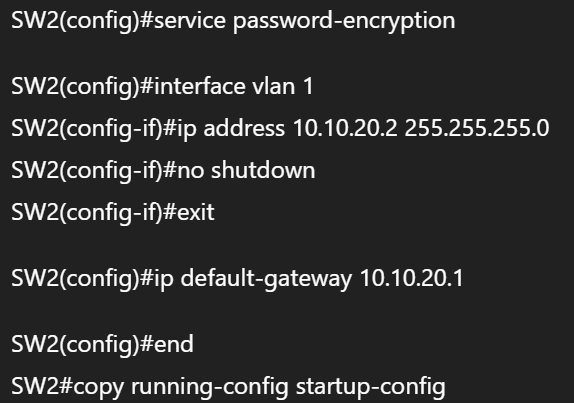 SW2(config)#service password-encryption
SW2(config)#interface vlan 1
SW2(config-if)#ip address 10.10.20.2 255.255.255.0
SW2(config-if)#no shutdown
SW2(config-if)#exit
SW2(config)#ip default-gateway 10.10.20.1
SW2(config)#end
SW2#copy running-config startup-config